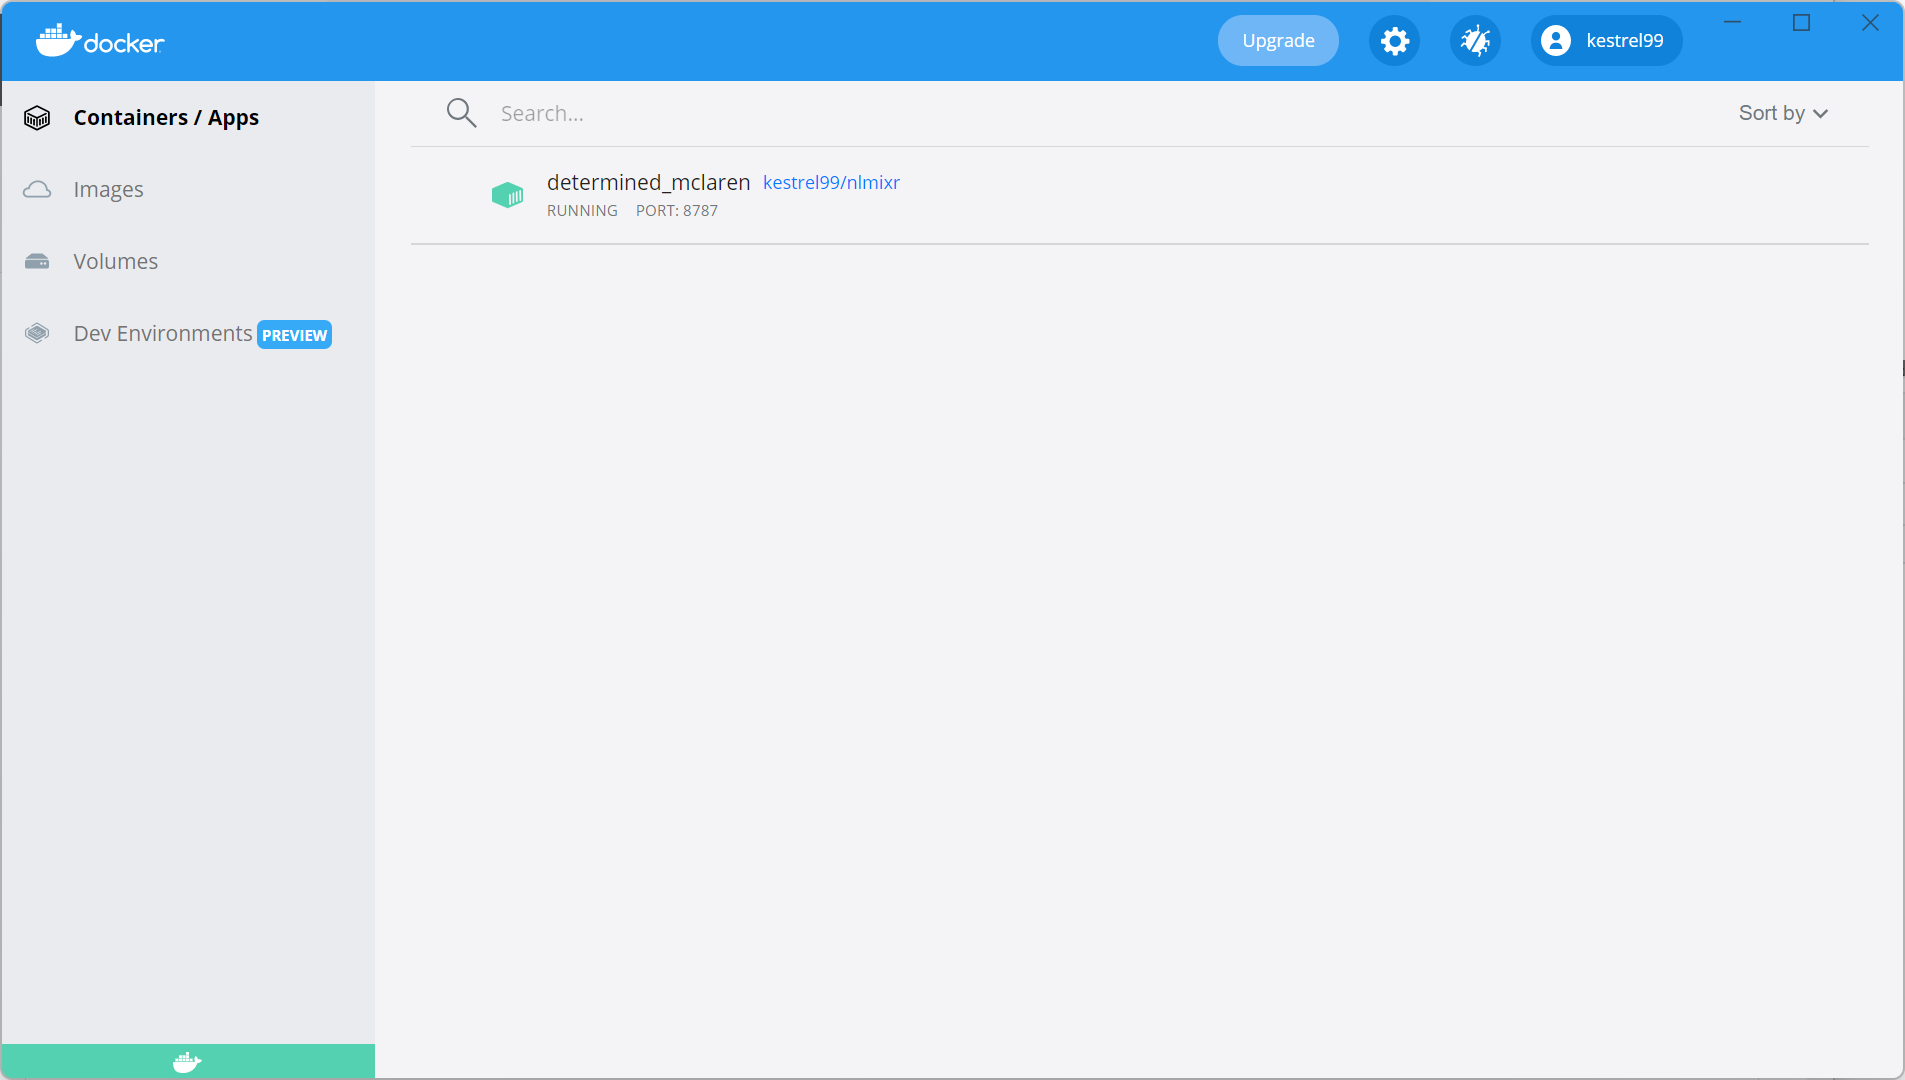 docker
Upgrade
kestrel99
Containers / Apps
Images
Volumes
Dev Environments PREVIEW
Search...
Sort by
determined_mclaren kestrel99/nlmixr
RUNNING PORT: 8787